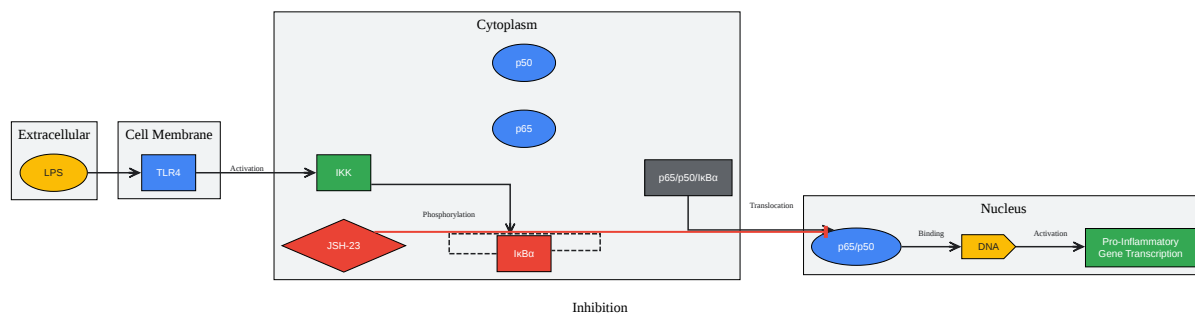 Cytoplasm
p50
p65
Extracellular
LPS
Cell Membrane
TLR4
Activation
IKK
p65/p50/IκBα
Phosphorylation
JSH-23
IκBα
Translocation
Nucleus
p65/p50
Binding
DNA
Activation
Pro-Inflammatory
Gene Transcription
Inhibition